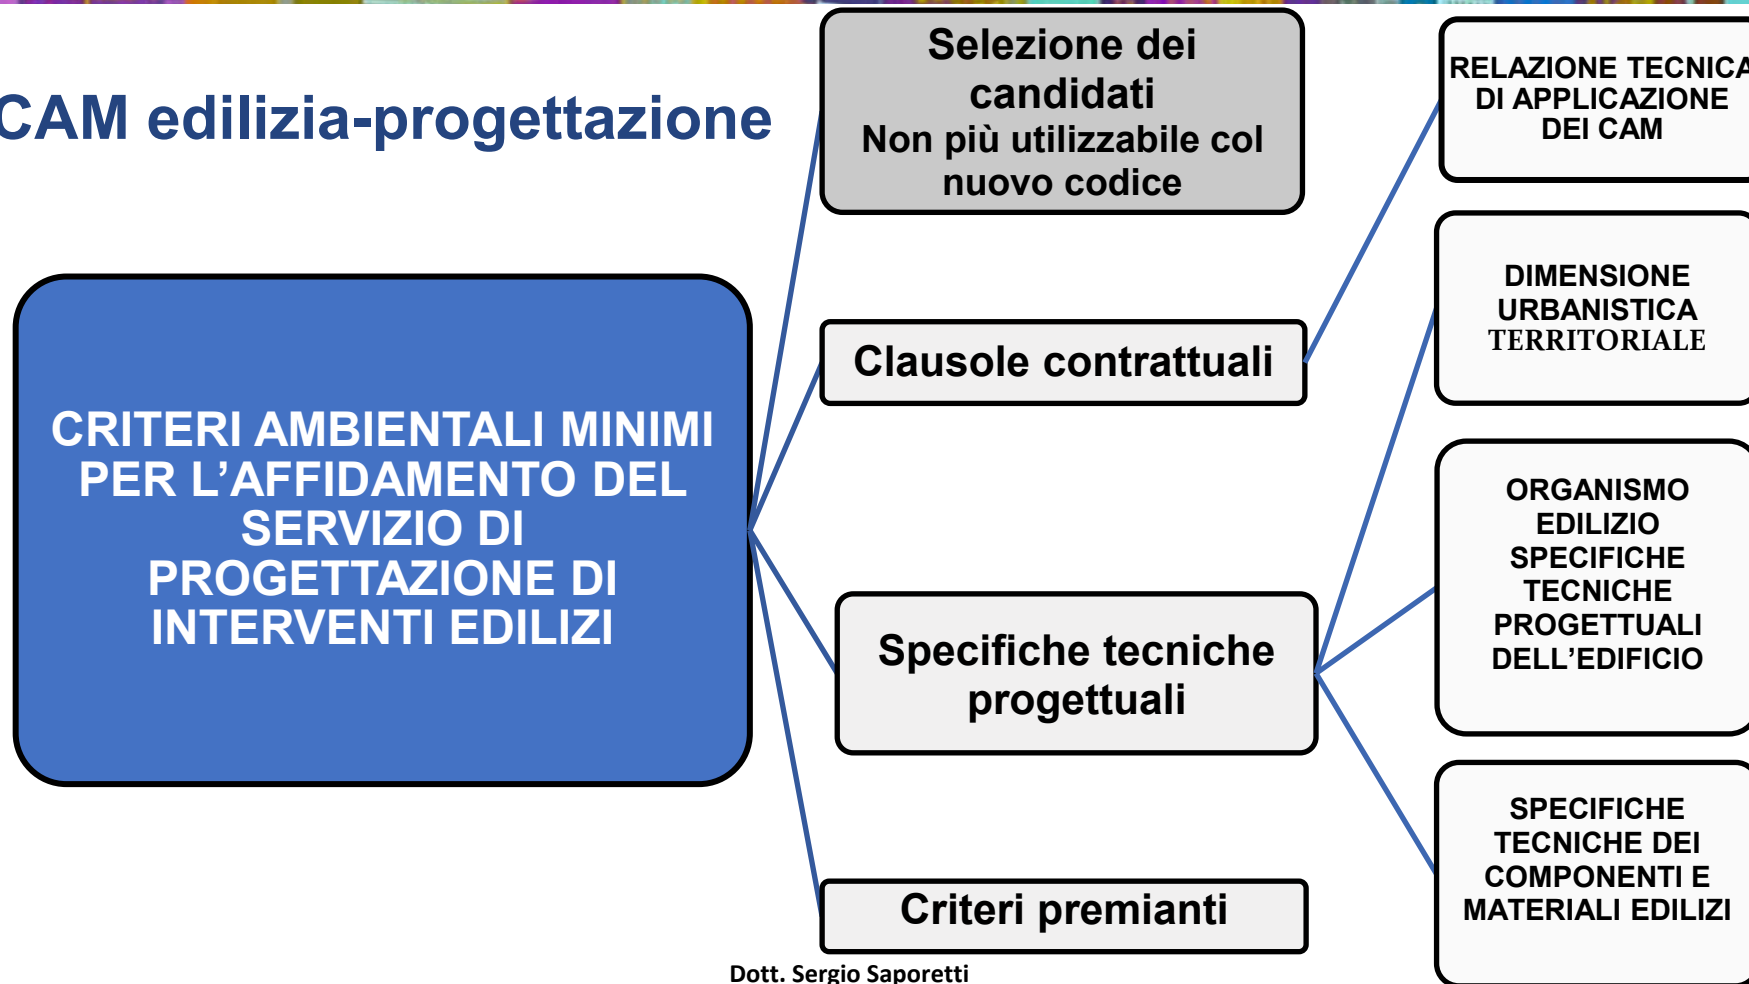 CAM edilizia-progettazione
CRITERI AMBIENTALI MINIMI
PER L’AFFIDAMENTO DEL
SERVIZIO DI
PROGETTAZIONE DI
INTERVENTI EDILIZI
Selezione dei
candidati
Non più utilizzabile col
nuovo codice
Clausole contrattuali
Specifiche tecniche
progettuali
Criteri premianti
RELAZIONE TECNICA
DI APPLICAZIONE
DEI CAM
DIMENSIONE
URBANISTICA
TERRITORIALE
ORGANISMO
EDILIZIO
SPECIFICHE
TECNICHE
PROGETTUALI
DELL’EDIFICIO
SPECIFICHE
TECNICHE DEI
COMPONENTI E
MATERIALI EDILIZI
Dott. Sergio Saporetti